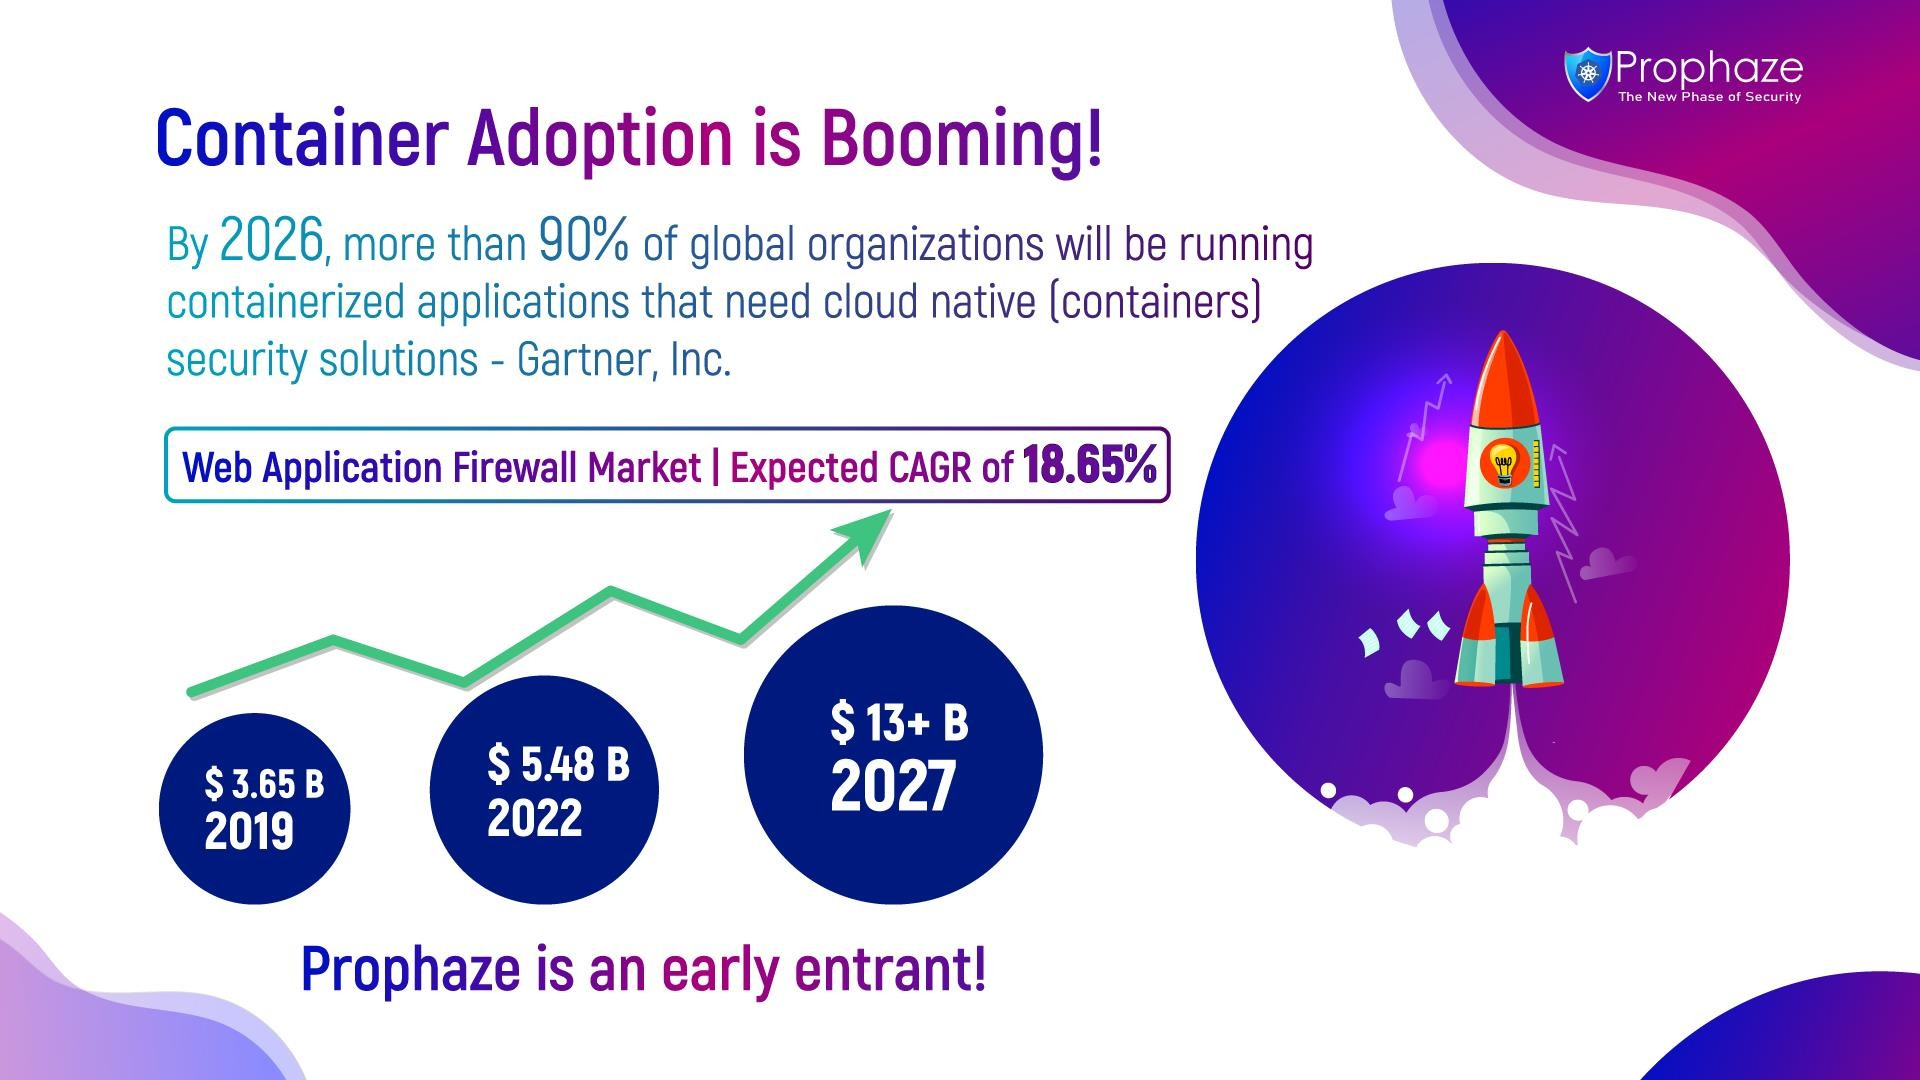 Prophaze
The New Phase of Security
Container Adoption is Booming!
By 2026, more than 90% of global organizations will be running
containerized applications that need cloud native (containers)
security solutions - Gartner, Inc.
Web Application Firewall Market | Expected CAGR of 18.65%
$ 3.65 B
2019
$ 5.48 B
2022
$ 13+ B
2027
Prophaze is an early entrant!